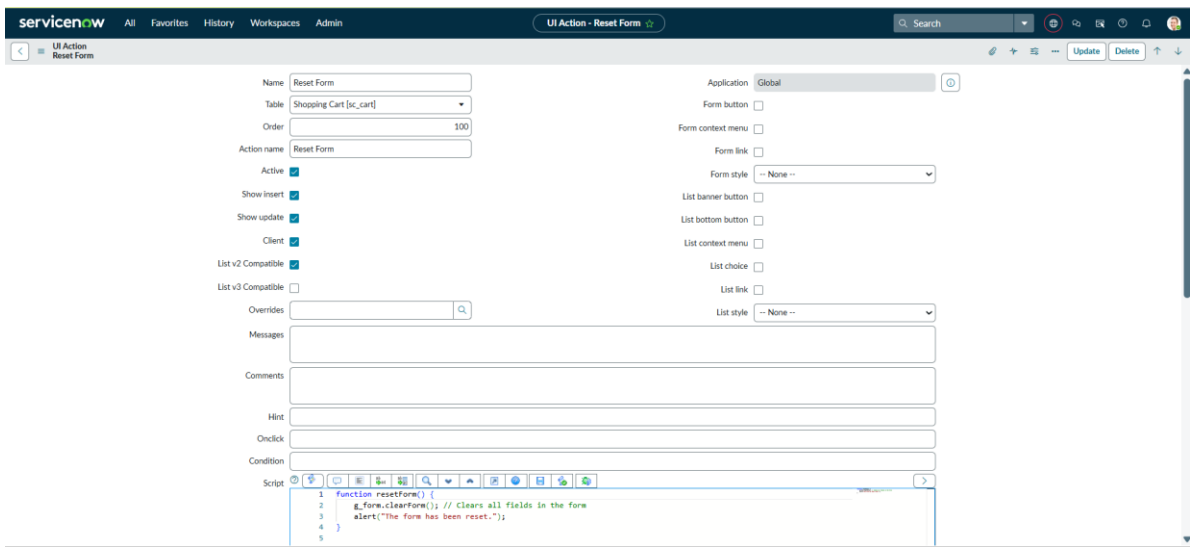 servicenow All Favorites History Workspaces Admin UI Action - Reset Form Search
UI Action
Reset Form
Update Delete
Name Reset Form
Application Global
Table Shopping Cart [sc_cart]
Form button
Order 100
Form context menu
Action name Reset Form
Form link
Active
Form style -- None --
Show insert
List banner button
Show update
List bottom button
Client
List context menu
List v2 Compatible
List choice
List v3 Compatible
List link
Overrides
List style -- None --
Messages
Comments
Hint
Onclick
Condition
Script
1 function resetForm() {
2 g_form.clearForm(); // Clears all fields in the form
3 alert("The form has been reset.");
4 }
5